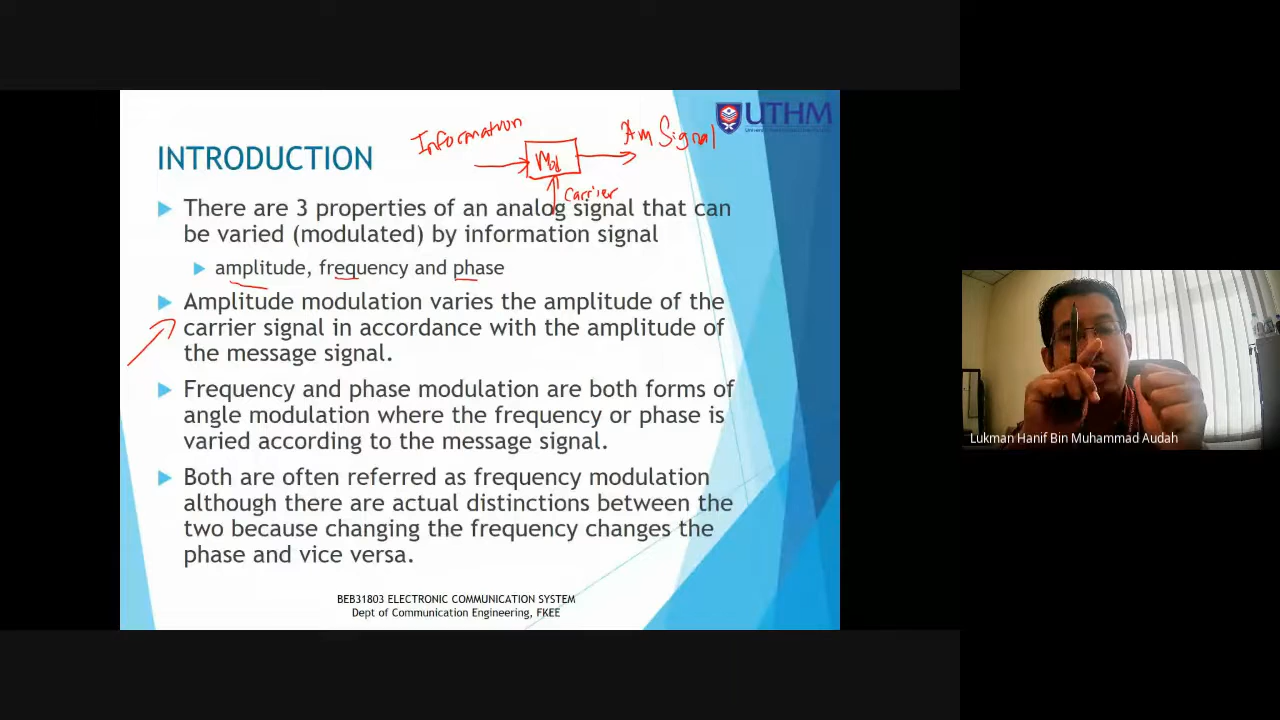 UTHM
Information
Mod
AM Signal
Carrier
INTRODUCTION
There are 3 properties of an analog signal that can
be varied (modulated) by information signal
amplitude, frequency and phase
Amplitude modulation varies the amplitude of the
carrier signal in accordance with the amplitude of
the message signal.
Frequency and phase modulation are both forms of
angle modulation where the frequency or phase is
varied according to the message signal.
Both are often referred as frequency modulation
although there are actual distinctions between the
two because changing the frequency changes the
phase and vice versa.
BEB31803 ELECTRONIC COMMUNICATION SYSTEM
Dept of Communication Engineering, FKEE
Lukman Hanif Bin Muhammad Audah